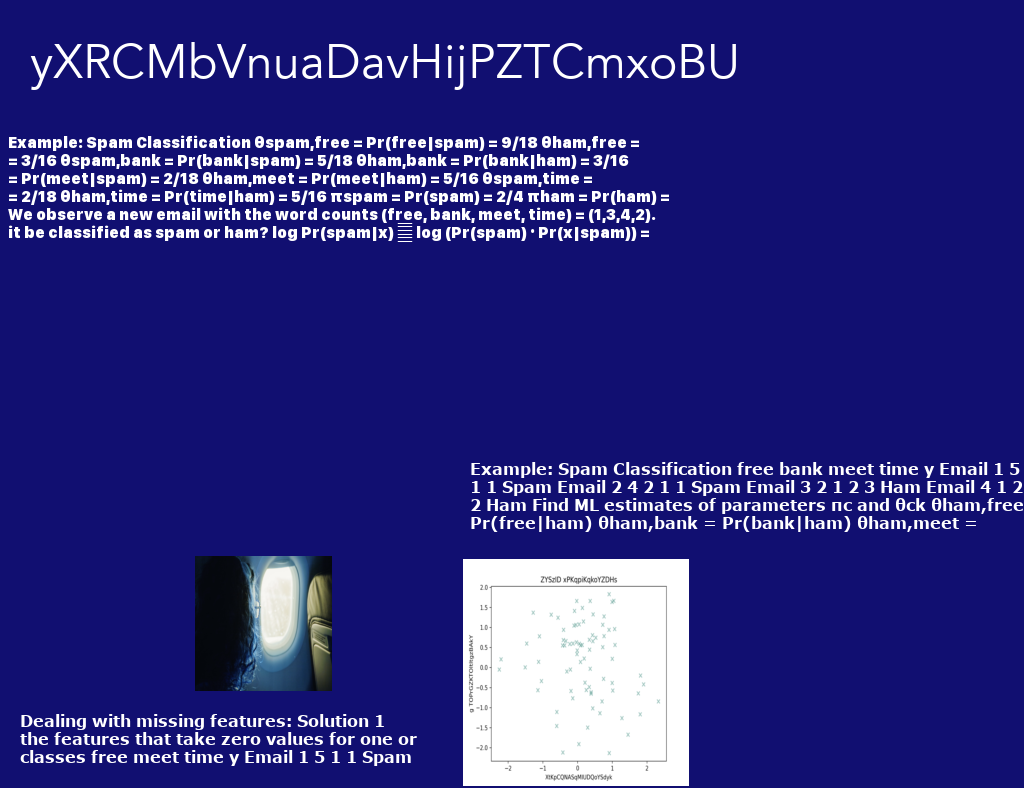 yXRCMbVnuaDavHijPZTCmxoBU
Example: Spam Classification θspam,free = Pr(free|spam) = 9/18 θham,free =
= 3/16 θspam,bank = Pr(bank|spam) = 5/18 θham,bank = Pr(bank|ham) = 3/16
= Pr(meet|spam) = 2/18 θham,meet = Pr(meet|ham) = 5/16 θspam,time =
= 2/18 θham,time = Pr(time|ham) = 5/16 πspam = Pr(spam) = 2/4 πham = Pr(ham) =
We observe a new email with the word counts (free, bank, meet, time) = (1,3,4,2).
it be classified as spam or ham? log Pr(spam|x) log (Pr(spam) · Pr(x|spam)) =
Example: Spam Classification free bank meet time y Email 1 5
1 1 Spam Email 2 4 2 1 1 Spam Email 3 2 1 2 3 Ham Email 4 1 2
2 Ham Find ML estimates of parameters πc and θck θham,free
Pr(free|ham) θham,bank = Pr(bank|ham) θham,meet =
ZYSzID xPKqpiKqkoYZDHs
2.0
1.5
1.0
0.5
0.0
−0.5
−1.0
−1.5
−2.0
−2
−1
0
1
2
Dealing with missing features: Solution 1
the features that take zero values for one or
classes free meet time y Email 1 5 1 1 Spam